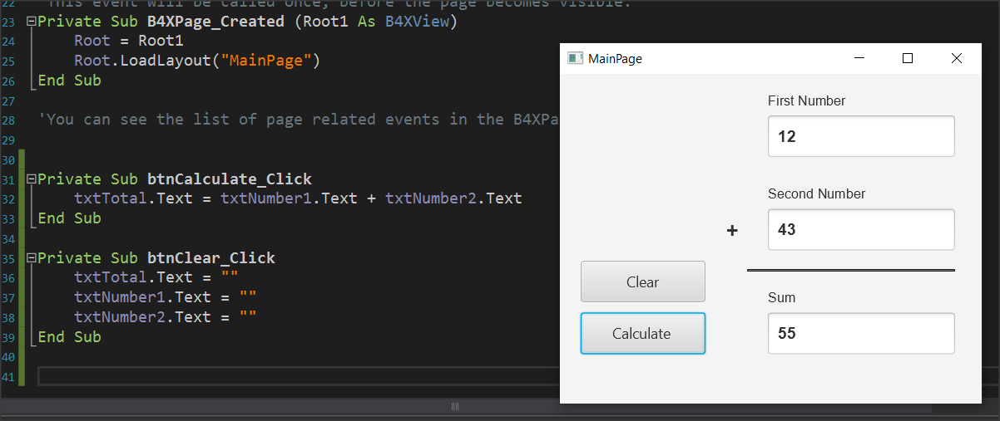 22 'This event will be called once, before the page becomes visible.
23 Private Sub B4XPage_Created (Root1 As B4XView)
24 Root = Root1
25 Root.LoadLayout("MainPage")
26 End Sub
27
28 'You can see the list of page related events in the B4XPa
29
30
31 Private Sub btnCalculate_Click
32 txtTotal.Text = txtNumber1.Text + txtNumber2.Text
33 End Sub
34
35 Private Sub btnClear_Click
36 txtTotal.Text = ""
37 txtNumber1.Text = ""
38 txtNumber2.Text = ""
39 End Sub
40
41
MainPage
First Number
12
Second Number
+ 43
Clear
Sum
Calculate
55